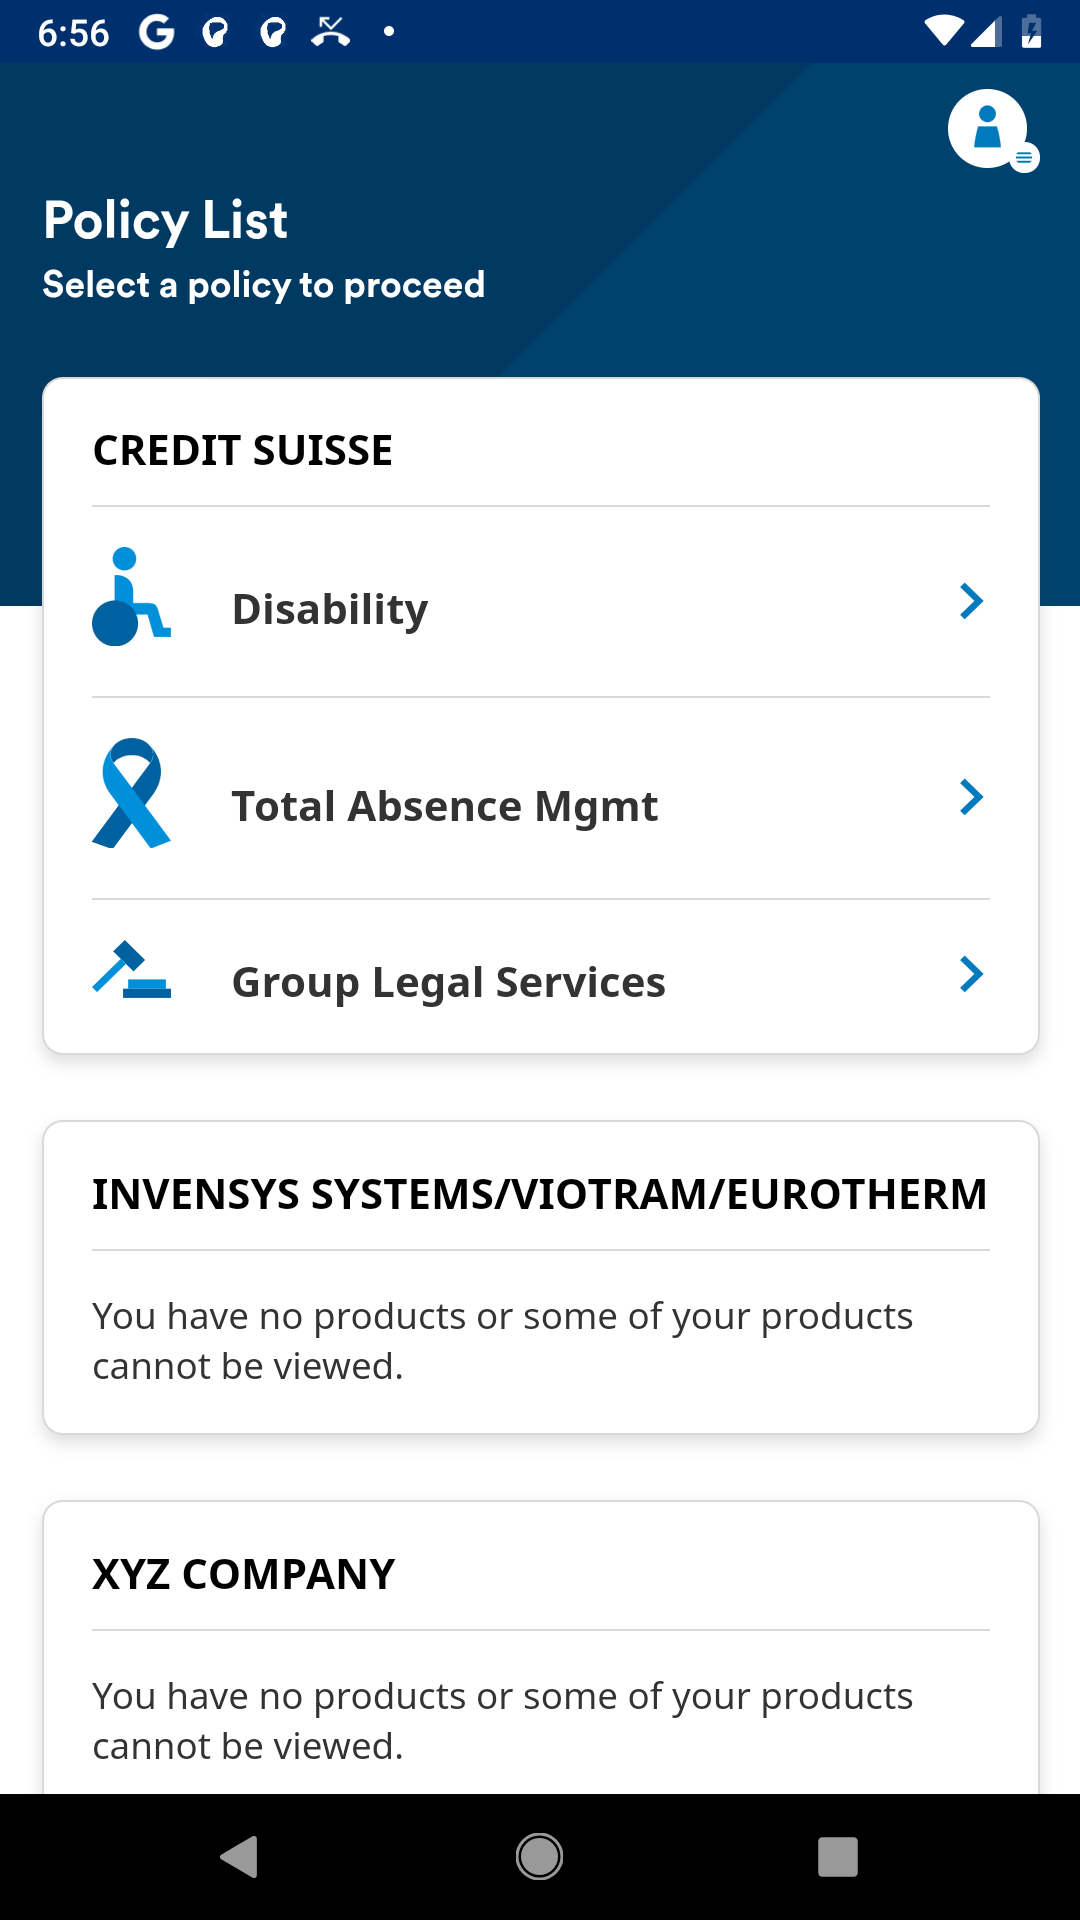 6:56
Policy List
Select a policy to proceed
CREDIT SUISSE
Disability
Total Absence Mgmt
Group Legal Services
INVENSYS SYSTEMS/VIOTRAM/EUROTHERM
You have no products or some of your products
cannot be viewed.
XYZ COMPANY
You have no products or some of your products
cannot be viewed.